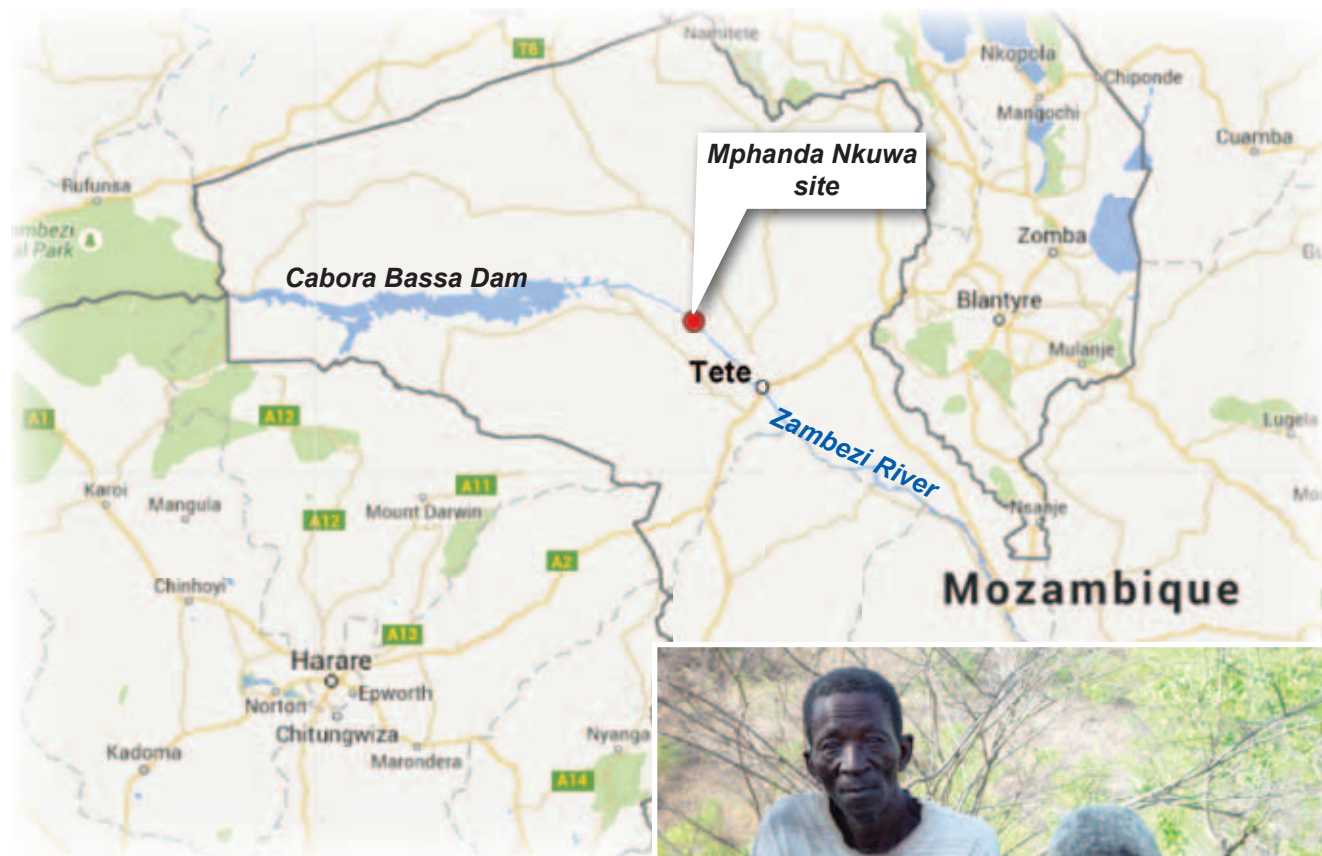 T6
Namitete
Nkopola
Chiponde
Mangochi
Cuamba
Mphanda Nkuwa
site
Rufunsa
Zomba
Cabora Bassa Dam
Blantyre
Mulanje
Tete
A1
A12
Lugela
Zambezi River
Karoi
A11
Mangula
Mount Darwin
A12
Nsanje
A2
Chinhoyi
Mozambique
A13
Harare
Epworth
Norton
Chitungwiza
Nyanga
Kadoma
Marondera
A14